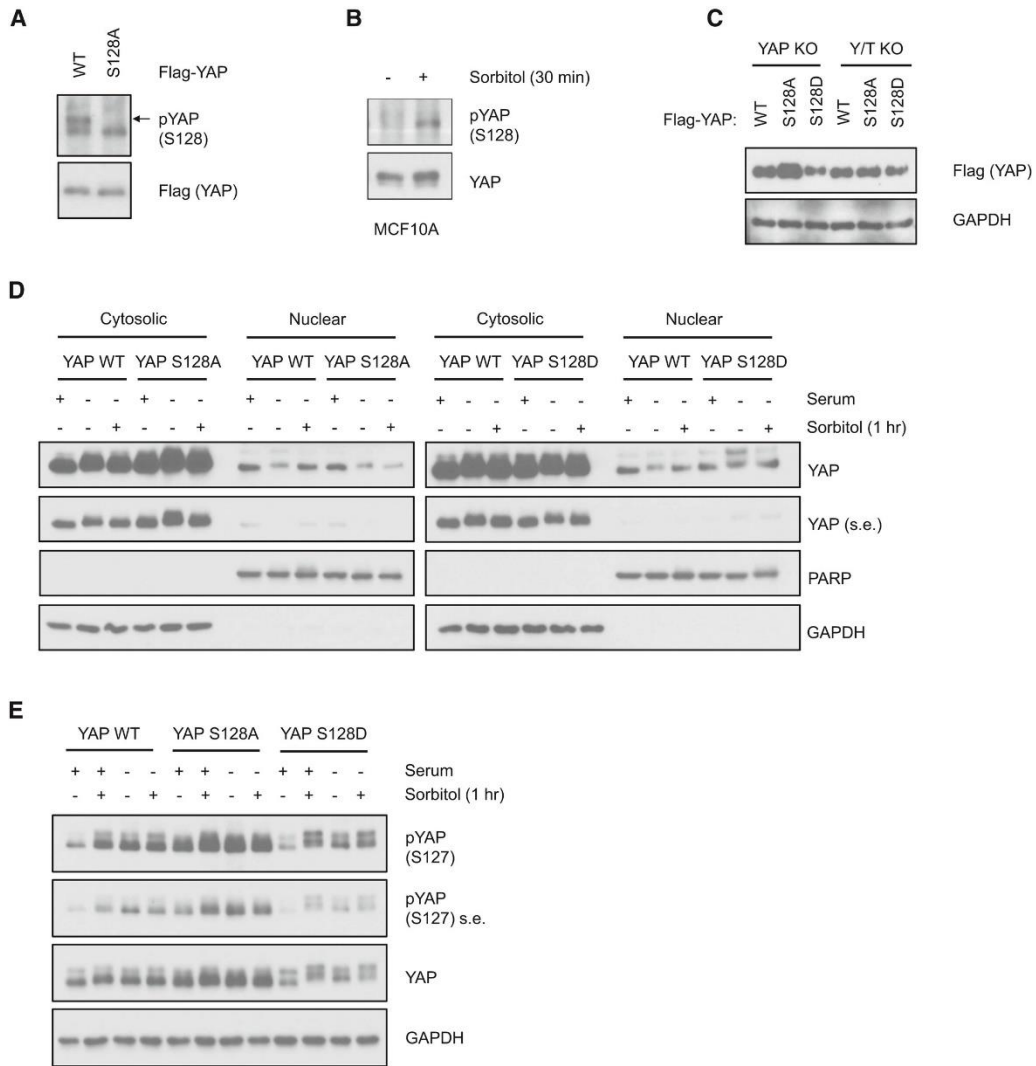 A
WT
S128A
Flag-YAP
pYAP
(S128)
Flag (YAP)
B
- + Sorbitol (30 min)
pYAP
(S128)
YAP
MCF10A
C
YAP KO Y/T KO
Flag-YAP: WT S128A S128D WT S128A S128D
Flag (YAP)
GAPDH
D
Cytosolic Nuclear Cytosolic Nuclear
YAP WT YAP S128A YAP WT YAP S128A YAP WT YAP S128D YAP WT YAP S128D
+ - - + - - + - - + - - + - - + - - + - - + - - Serum
- - + - - + - - + - - + - - + - - + - - + - - + Sorbitol (1 hr)
YAP
YAP (s.e.)
PARP
GAPDH
E
YAP WT YAP S128A YAP S128D
+ + - - + + - - + + - - Serum
- + - + - + - + - + - + Sorbitol (1 hr)
pYAP
(S127)
pYAP
(S127) s.e.
YAP
GAPDH